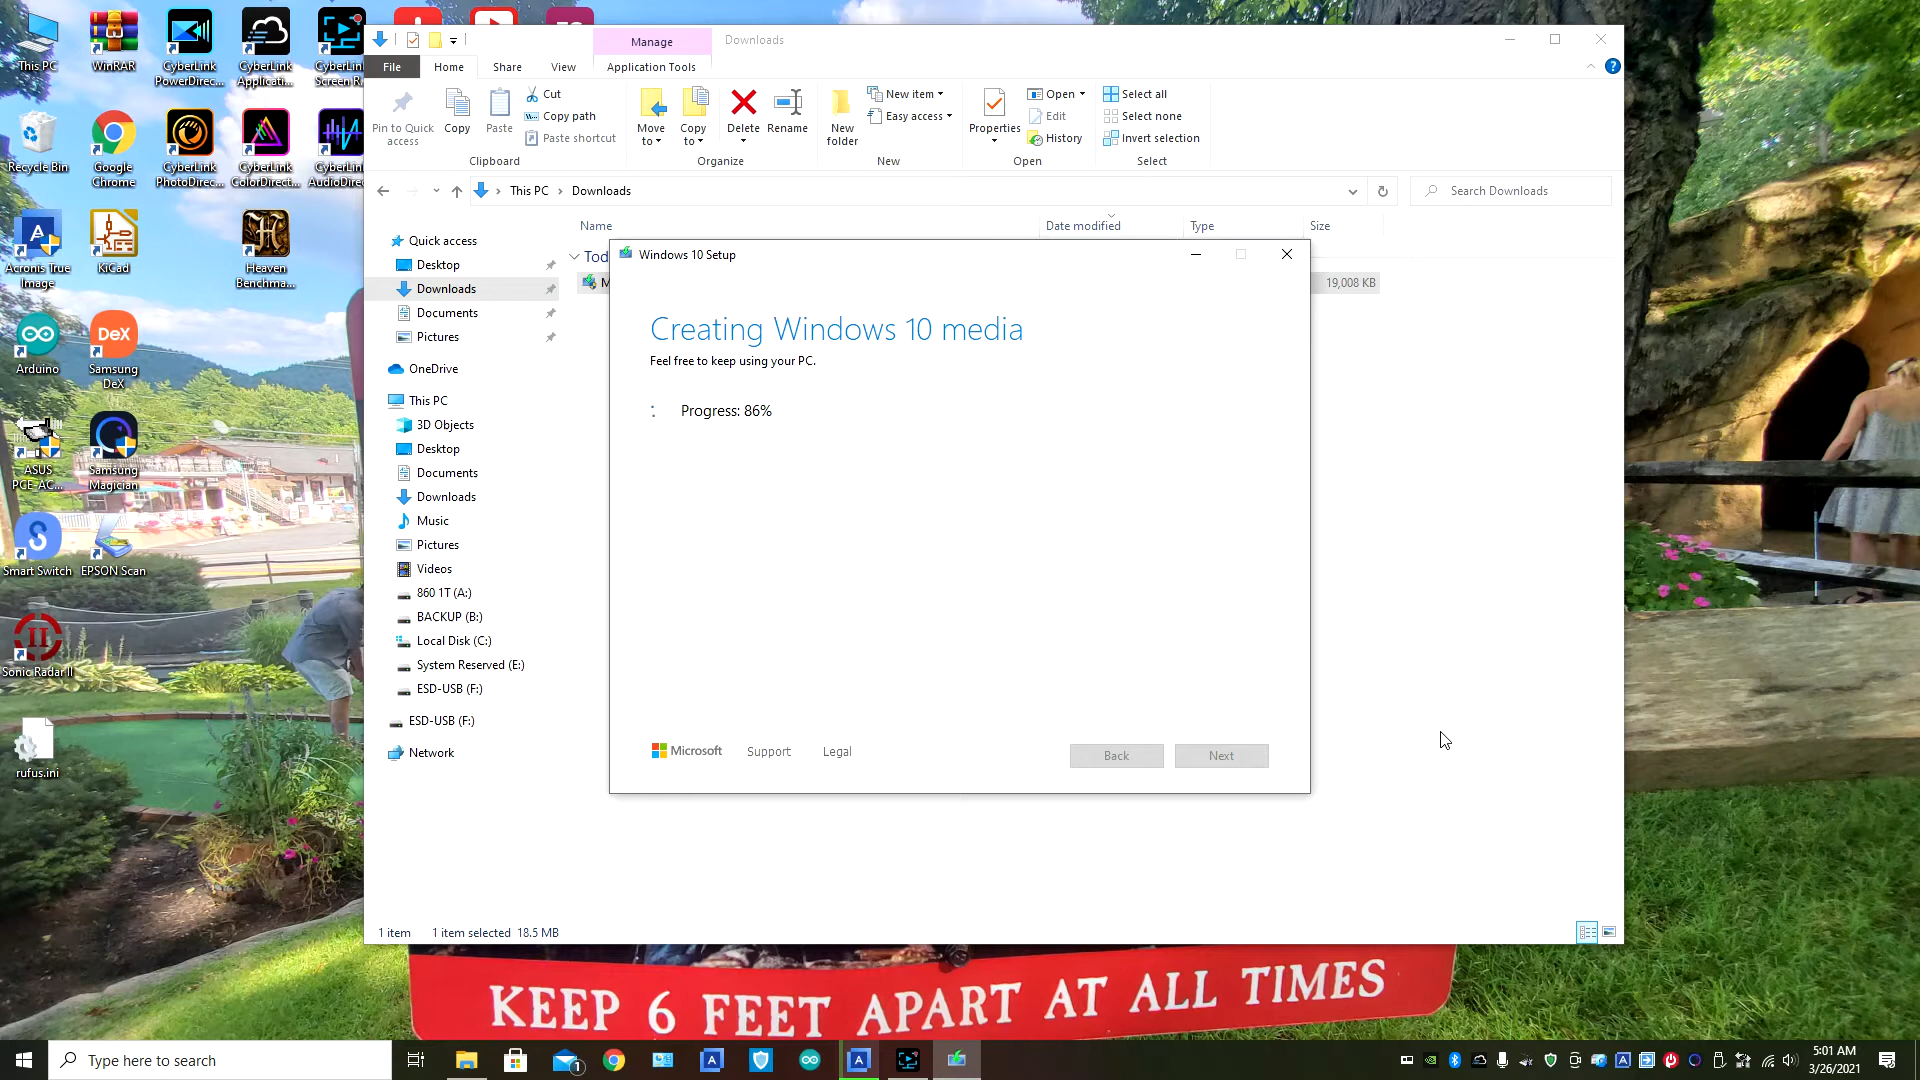 This PC
WinRAR
CyberLink
PowerDirec...
CyberLink
Applicati...
CyberLin
Screen R
Recycle Bin
Google
Chrome
CyberLink
PhotoDirec...
CyberLink
ColorDirect...
CyberLink
AudioDirec
Acronis True
Image
KiCad
Heaven
Benchma...
Arduino
DeX
Samsung
DeX
ASUS
PCE-AC...
Samsung
Magician
Smart Switch
EPSON Scan
Sonic Radar II
rufus.ini
Manage
Downloads
File
Home
Share
View
Application Tools
Pin to Quick
access
Copy
Paste
Cut
Copy path
Paste shortcut
Clipboard
Move
to
Copy
to
Delete
Rename
Organize
New
folder
New item
Easy access
New
Properties
Open
Edit
History
Open
Select all
Select none
Invert selection
Select
This PC
Downloads
Search Downloads
Name
Date modified
Type
Size
Quick access
Desktop
Downloads
Documents
Pictures
OneDrive
This PC
3D Objects
Desktop
Documents
Downloads
Music
Pictures
Videos
860 1T (A:)
BACKUP (B:)
Local Disk (C:)
System Reserved (E:)
ESD-USB (F:)
ESD-USB (F:)
Network
Tod
M
19,008 KB
Windows 10 Setup
Creating Windows 10 media
Feel free to keep using your PC.
Progress: 86%
Microsoft
Support
Legal
Back
Next
1 item
1 item selected 18.5 MB
KEEP 6 FEET APART AT ALL TIMES
Type here to search
1
5:01 AM
3/26/2021